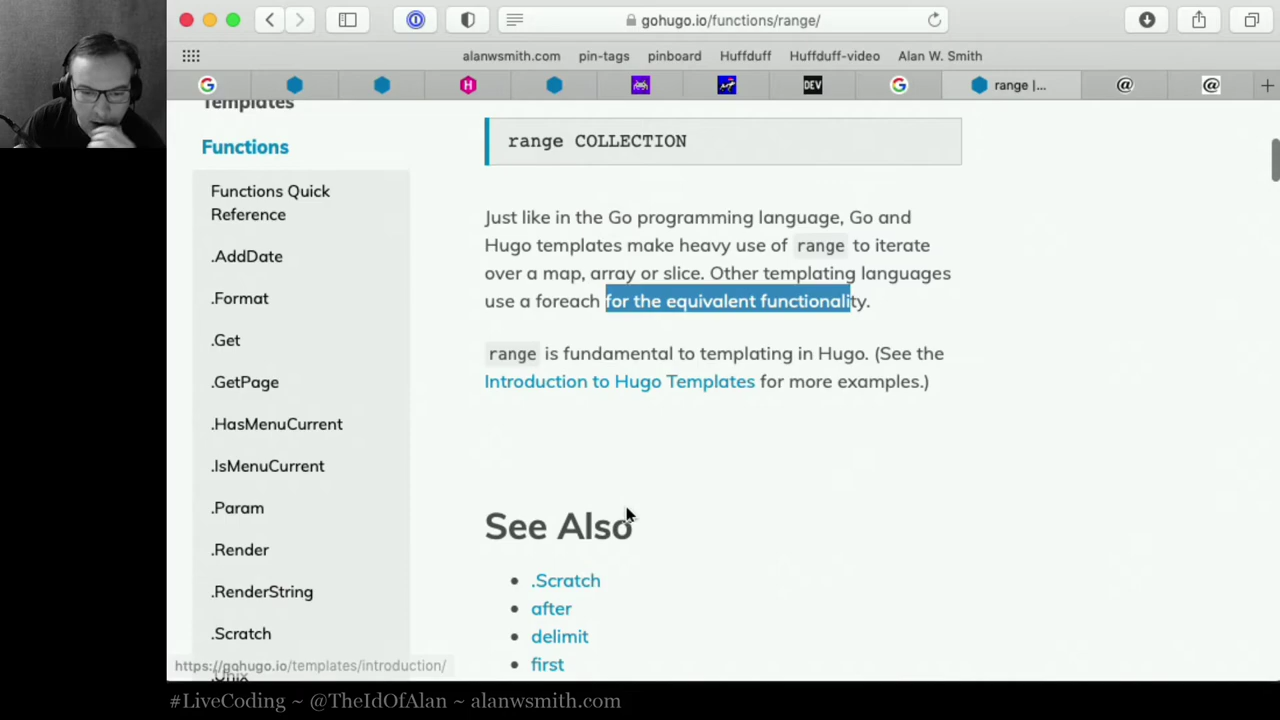 gohugo.io/functions/range/
alanwsmith.com pin-tags pinboard Huffduff Huffduff-video Alan W. Smith
DEV range |...
Templates
Functions
Functions Quick
Reference
.AddDate
.Format
.Get
.GetPage
.HasMenuCurrent
.IsMenuCurrent
.Param
.Render
.RenderString
.Scratch
.Unix
range COLLECTION
Just like in the Go programming language, Go and
Hugo templates make heavy use of range to iterate
over a map, array or slice. Other templating languages
use a foreach for the equivalent functionality.
range is fundamental to templating in Hugo. (See the
Introduction to Hugo Templates for more examples.)
See Also
.Scratch
after
delimit
first
https://gohugo.io/templates/introduction/
#LiveCoding ~ @TheIdOfAlan ~ alanwsmith.com